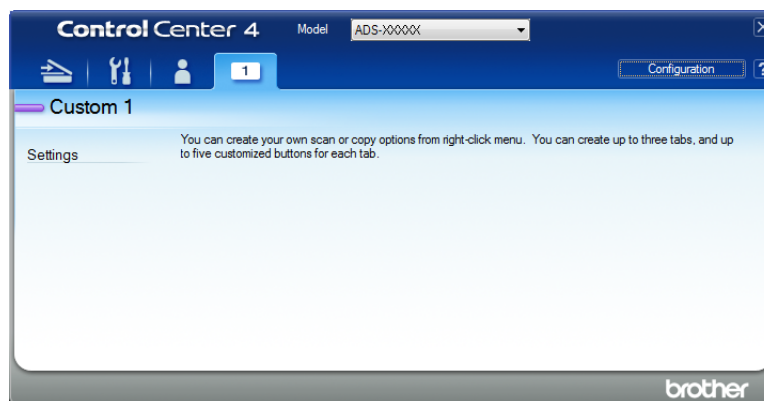 Control Center 4
Model
ADS-XXXXX
1
Configuration
?
Custom 1
Settings
You can create your own scan or copy options from right-click menu. You can create up to three tabs, and up
to five customized buttons for each tab.
brother